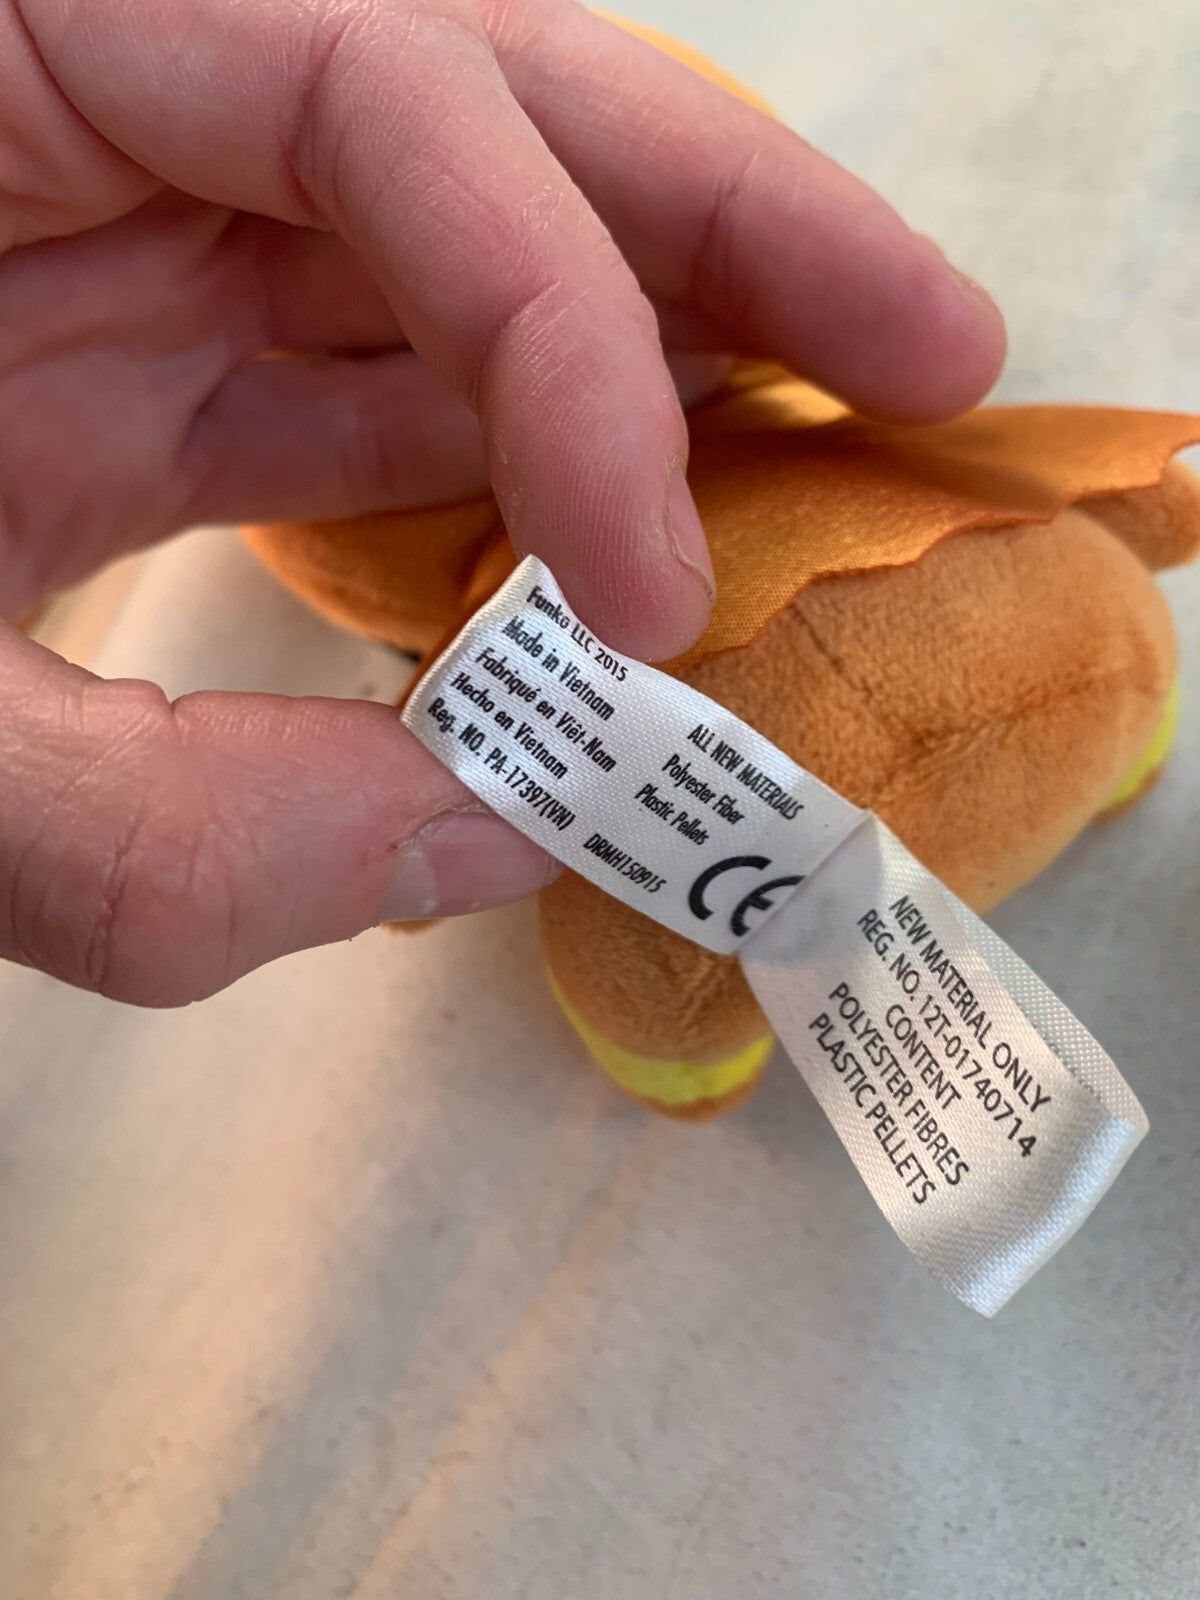 Funko LLC 2015
Made in Vietnam
Fabriqué en Viêt-Nam
Hecho en Vietnam
Reg. NO. PA-17397(VN)
DRMH150915
ALL NEW MATERIALS
Polyester Fiber
Plastic Pellets
CE
NEW MATERIAL ONLY
REG. NO. 12T-01740714
CONTENT
POLYESTER FIBRES
PLASTIC PELLETS